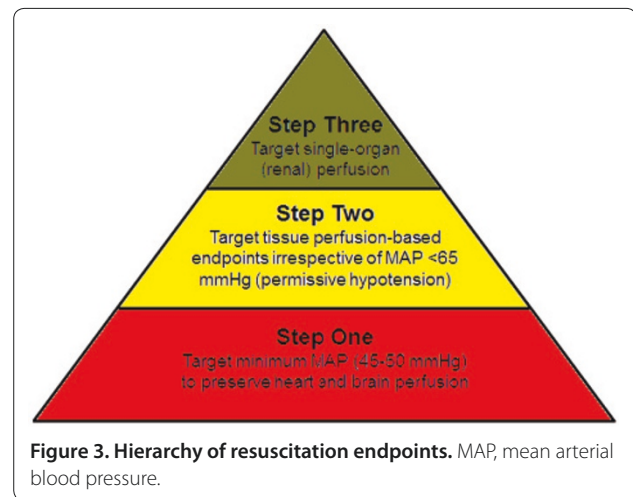 Step Three
Target single-organ
(renal) perfusion
Step Two
Target tissue perfusion-based
endpoints irrespective of MAP <65
mmHg (permissive hypotension)
Step One
Target minimum MAP (45-50 mmHg)
to preserve heart and brain perfusion
Figure 3. Hierarchy of resuscitation endpoints. MAP, mean arterial
blood pressure.